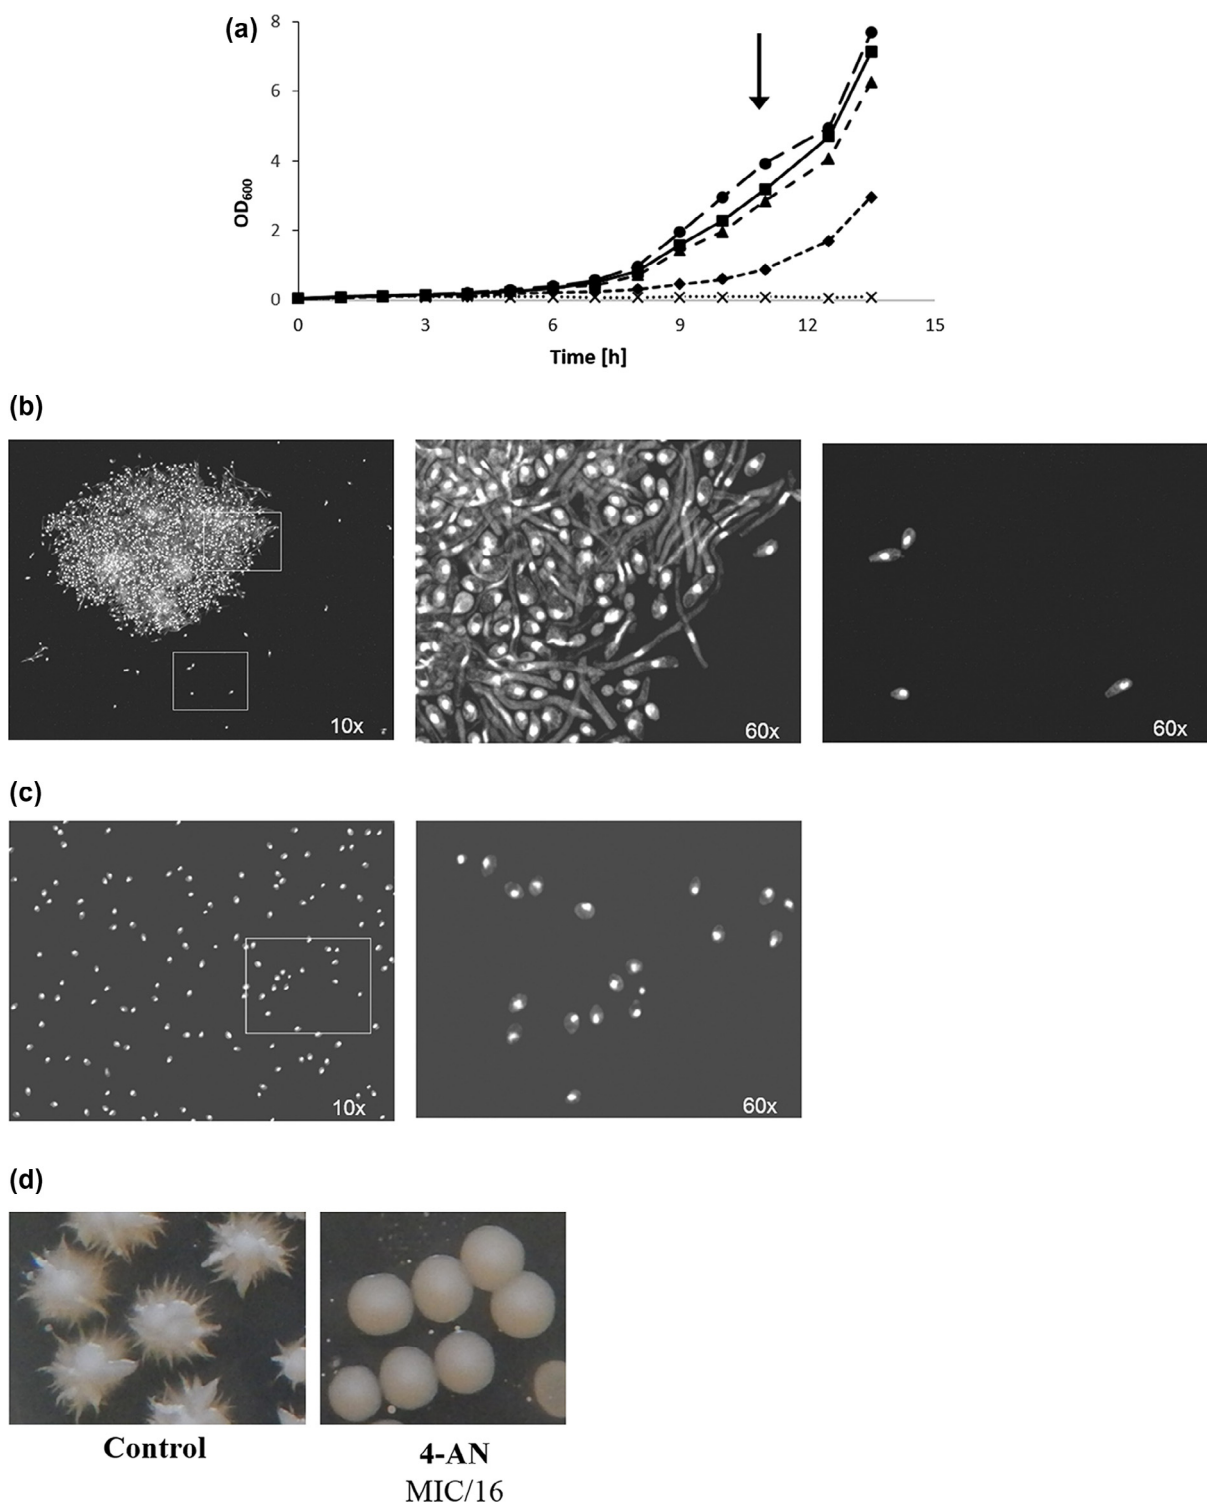 (a)
8
6
4
2
0
OD600
0 3 6 9 12 15
Time [h]
(b)
10x 60x 60x
(c)
10x 60x
(d)
Control 4-AN
MIC/16